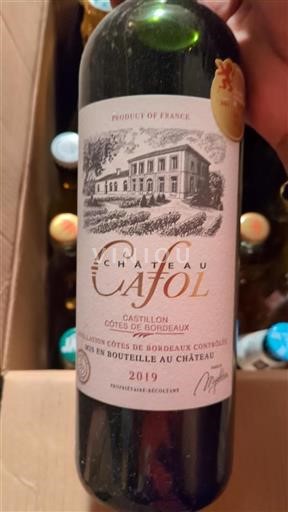 PRODUCT OF FRANCE
CHÂTEAU
CAFOL
CASTILLON
CÔTES DE BORDEAUX
APPELLATION CÔTES DE BORDEAUX CONTRÔLÉE
MIS EN BOUTEILLE AU CHÂTEAU
2019
PROPRIÉTAIRE-RÉCOLTANT